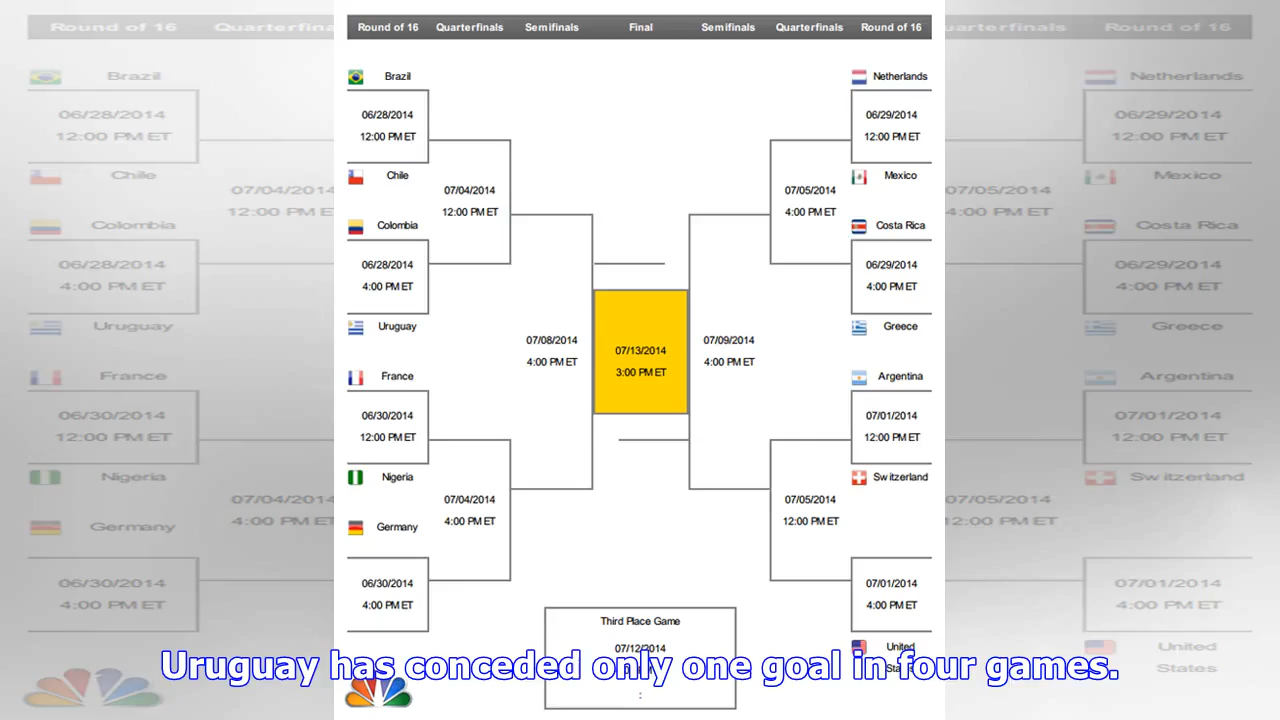 Round of 16 Quarterfinals Semifinals Final Semifinals Quarterfinals Round of 16
Brazil
06/28/2014
12:00 PM ET
Chile
07/04/2014
12:00 PM ET
Colombia
06/28/2014
4:00 PM ET
Uruguay
07/08/2014
4:00 PM ET
France
06/30/2014
12:00 PM ET
Nigeria
07/04/2014
4:00 PM ET
Germany
06/30/2014
4:00 PM ET
07/13/2014
3:00 PM ET
Netherlands
06/29/2014
12:00 PM ET
Mexico
07/05/2014
4:00 PM ET
Costa Rica
06/29/2014
4:00 PM ET
Greece
07/09/2014
4:00 PM ET
Argentina
07/01/2014
12:00 PM ET
Switzerland
07/05/2014
12:00 PM ET
07/01/2014
4:00 PM ET
United
States
Third Place Game
07/12/2014
Uruguay has conceded only one goal in four games.